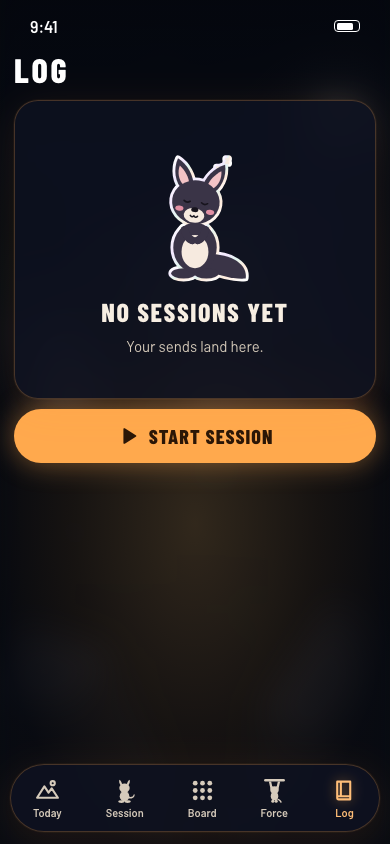 9:41
LOG
NO SESSIONS YET
Your sends land here.
START SESSION
Today
Session
Board
Force
Log